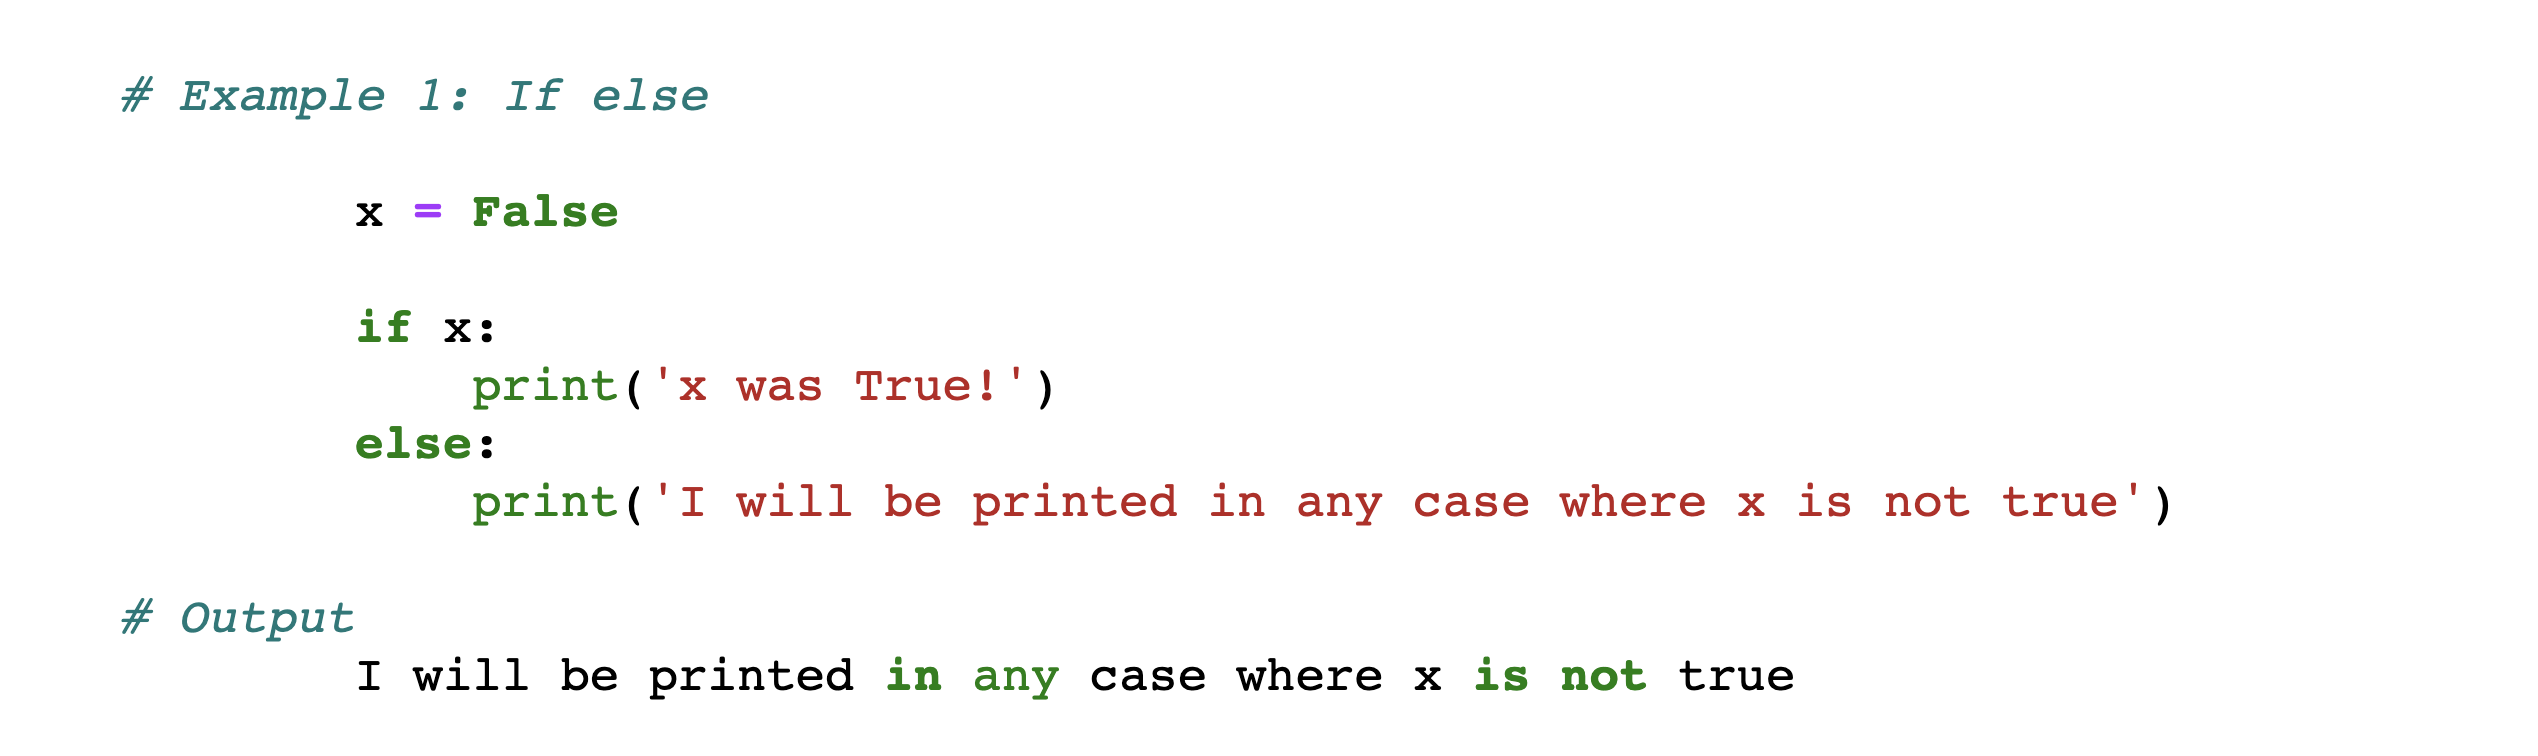 # Example 1: If else
x = False
if x:
print('x was True!')
else:
print('I will be printed in any case where x is not true')
# Output
I will be printed in any case where x is not true